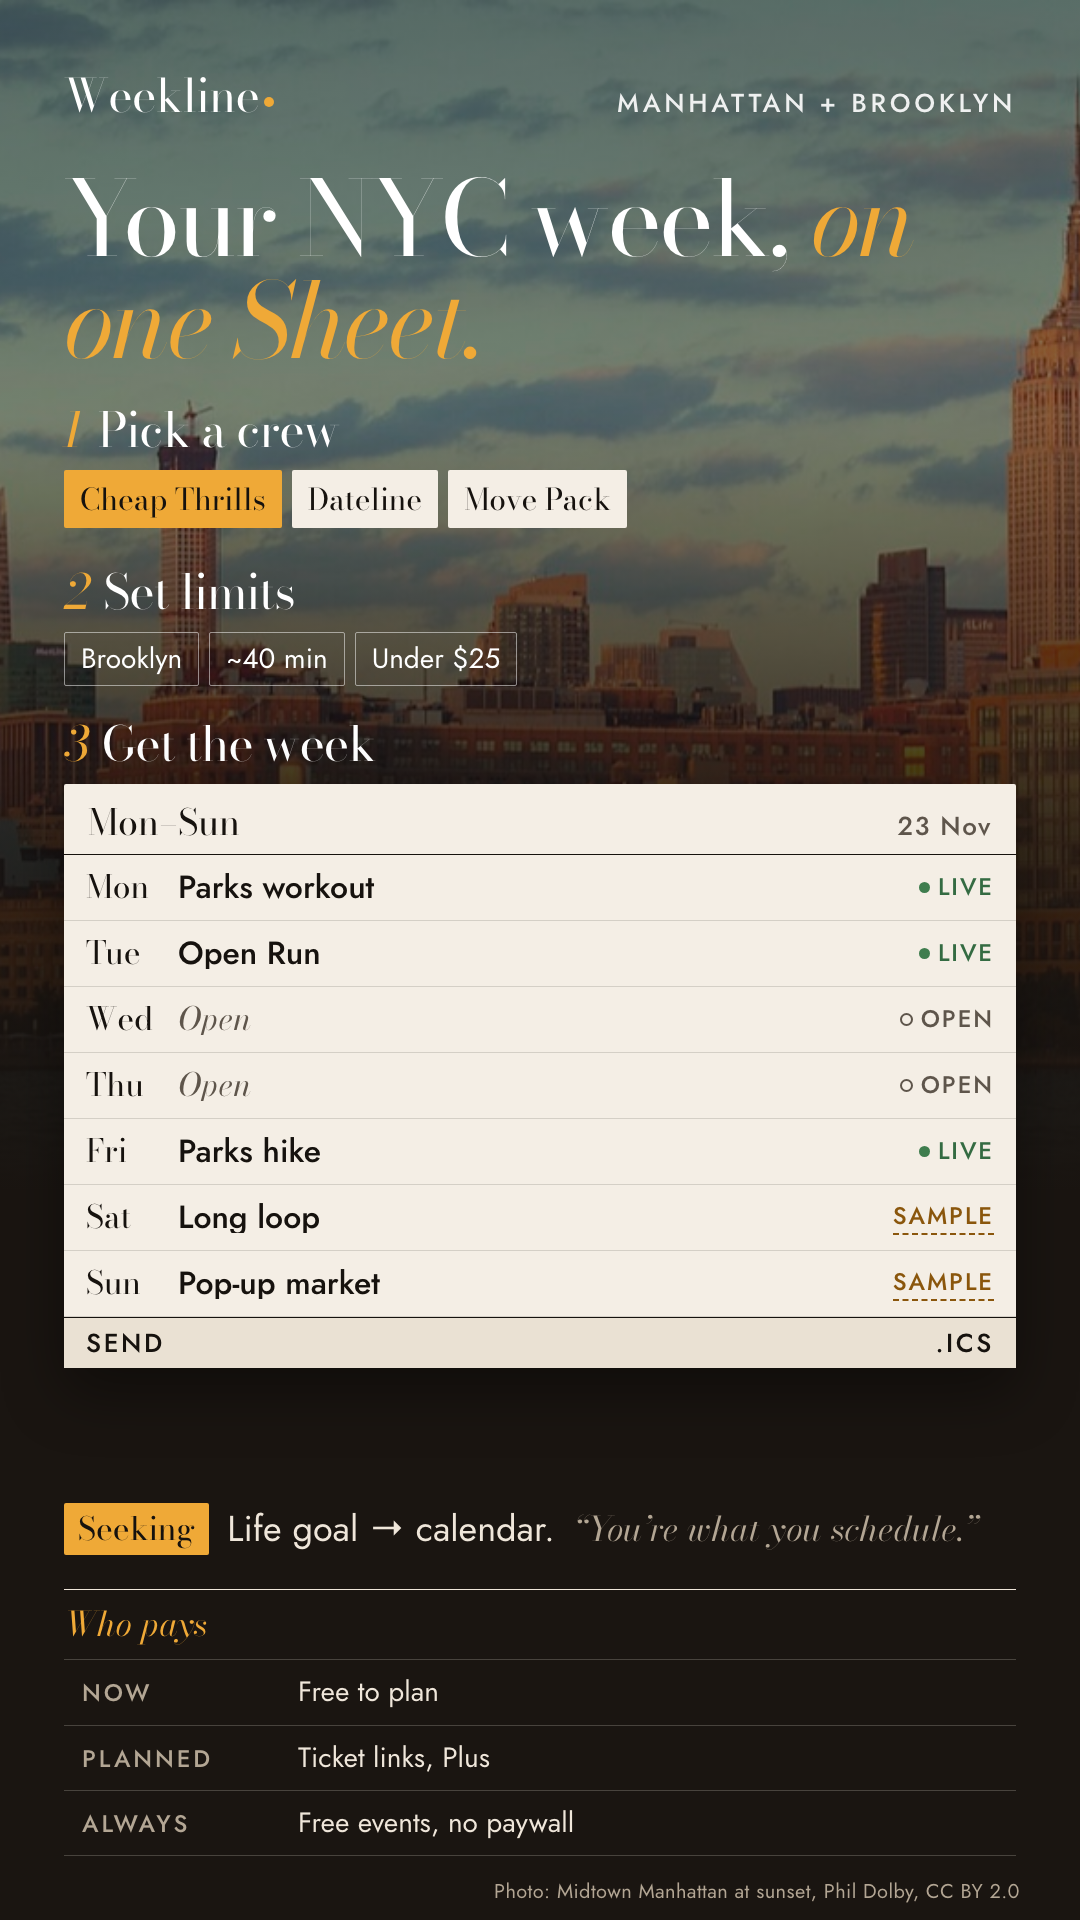 Weekline
MANHATTAN + BROOKLYN
Your NYC week, on
one Sheet.
1 Pick a crew
Cheap Thrills
Dateline
Move Pack
2 Set limits
Brooklyn
~40 min
Under $25
3 Get the week
Mon–Sun 23 Nov
Mon Parks workout LIVE
Tue Open Run LIVE
Wed Open OPEN
Thu Open OPEN
Fri Parks hike LIVE
Sat Long loop SAMPLE
Sun Pop-up market SAMPLE
SEND .ICS
Seeking Life goal → calendar. “You’re what you schedule.”
Who pays
NOW Free to plan
PLANNED Ticket links, Plus
ALWAYS Free events, no paywall
Photo: Midtown Manhattan at sunset, Phil Dolby, CC BY 2.0